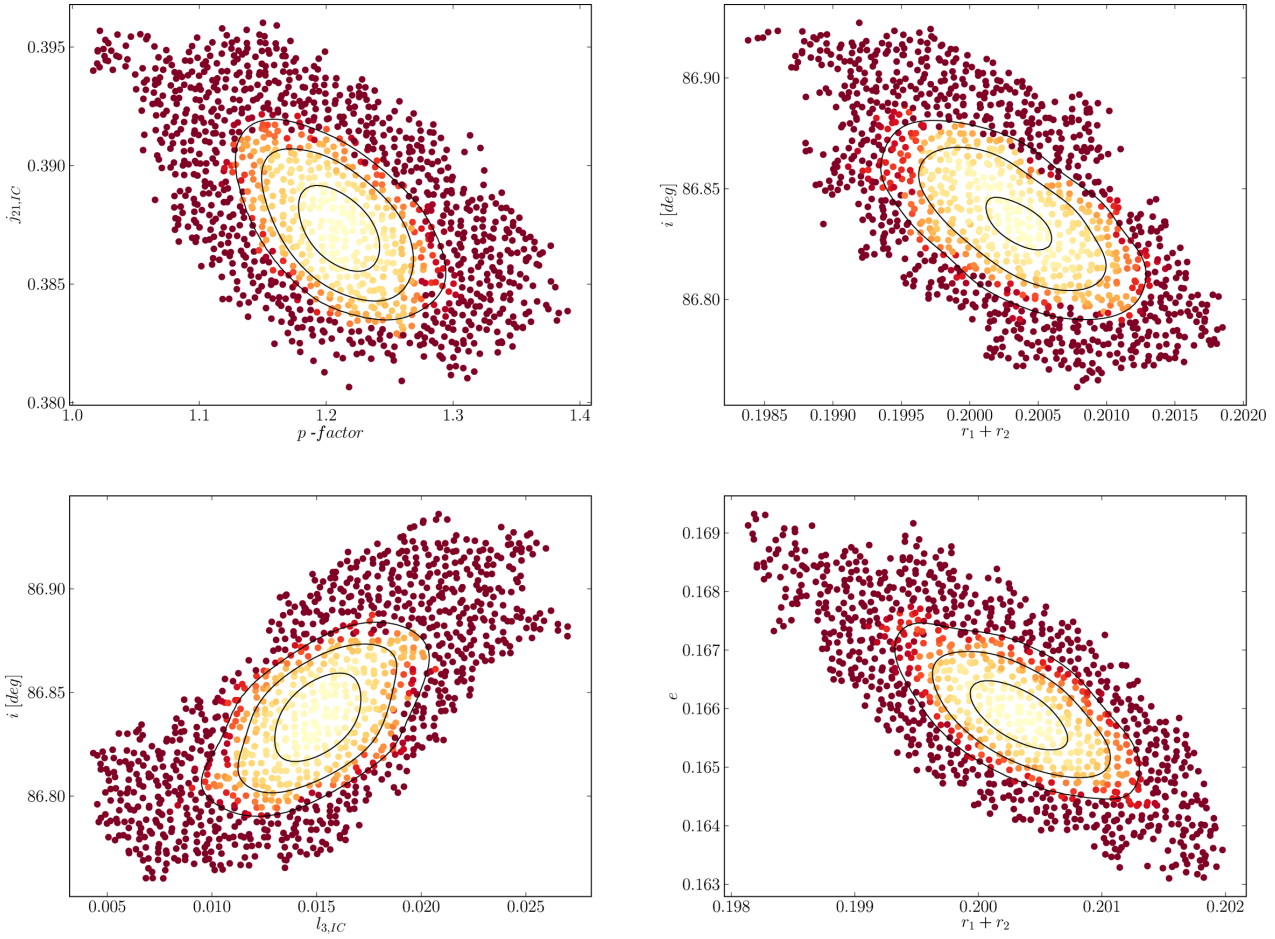 0.395
0.390
0.385
0.380
j21,IC
1.0 1.1 1.2 1.3 1.4
p -factor
86.90
86.85
86.80
i [deg]
0.1985 0.1990 0.1995 0.2000 0.2005 0.2010 0.2015 0.2020
r1 + r2
86.90
86.85
86.80
i [deg]
0.005 0.010 0.015 0.020 0.025
l3,IC
0.169
0.168
0.167
0.166
0.165
0.164
0.163
e
0.198 0.199 0.200 0.201 0.202
r1 + r2